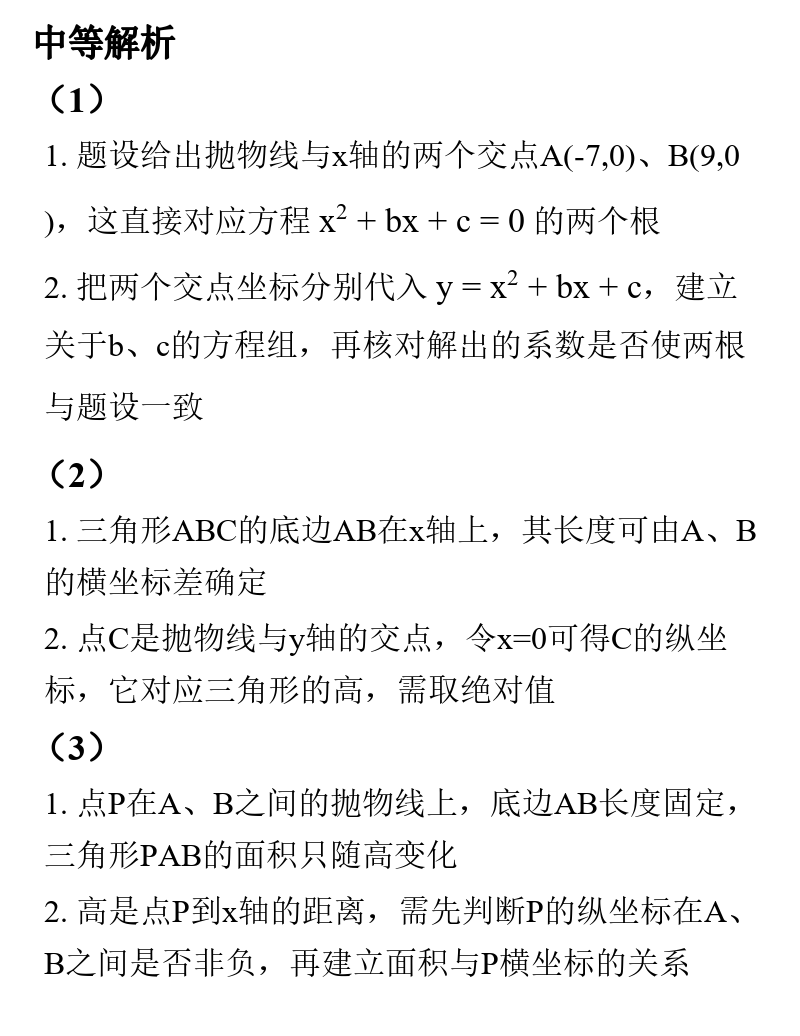 中等解析
（1）
1. 题设给出抛物线与x轴的两个交点A(-7,0)、B(9,0
)，这直接对应方程 x² + bx + c = 0 的两个根
2. 把两个交点坐标分别代入 y = x² + bx + c，建立
关于b、c的方程组，再核对解出的系数是否使两根
与题设一致
（2）
1. 三角形ABC的底边AB在x轴上，其长度可由A、B
的横坐标差确定
2. 点C是抛物线与y轴的交点，令x=0可得C的纵坐
标，它对应三角形的高，需取绝对值
（3）
1. 点P在A、B之间的抛物线上，底边AB长度固定，
三角形PAB的面积只随高变化
2. 高是点P到x轴的距离，需先判断P的纵坐标在A、
B之间是否非负，再建立面积与P横坐标的关系